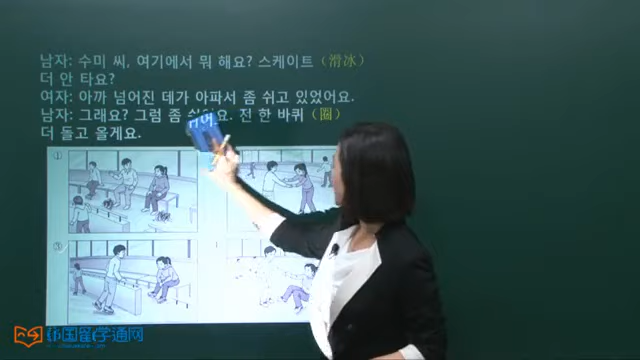 남자: 수미 씨, 여기에서 뭐 해요? 스케이트 (滑冰)
더 안 타요?
여자: 아까 넘어진 데가 아파서 좀 쉬고 있었어요.
남자: 그래요? 그럼 좀 쉬어요. 전 한 바퀴 (圈)
더 돌고 올게요.
①
③
韩国留学通网